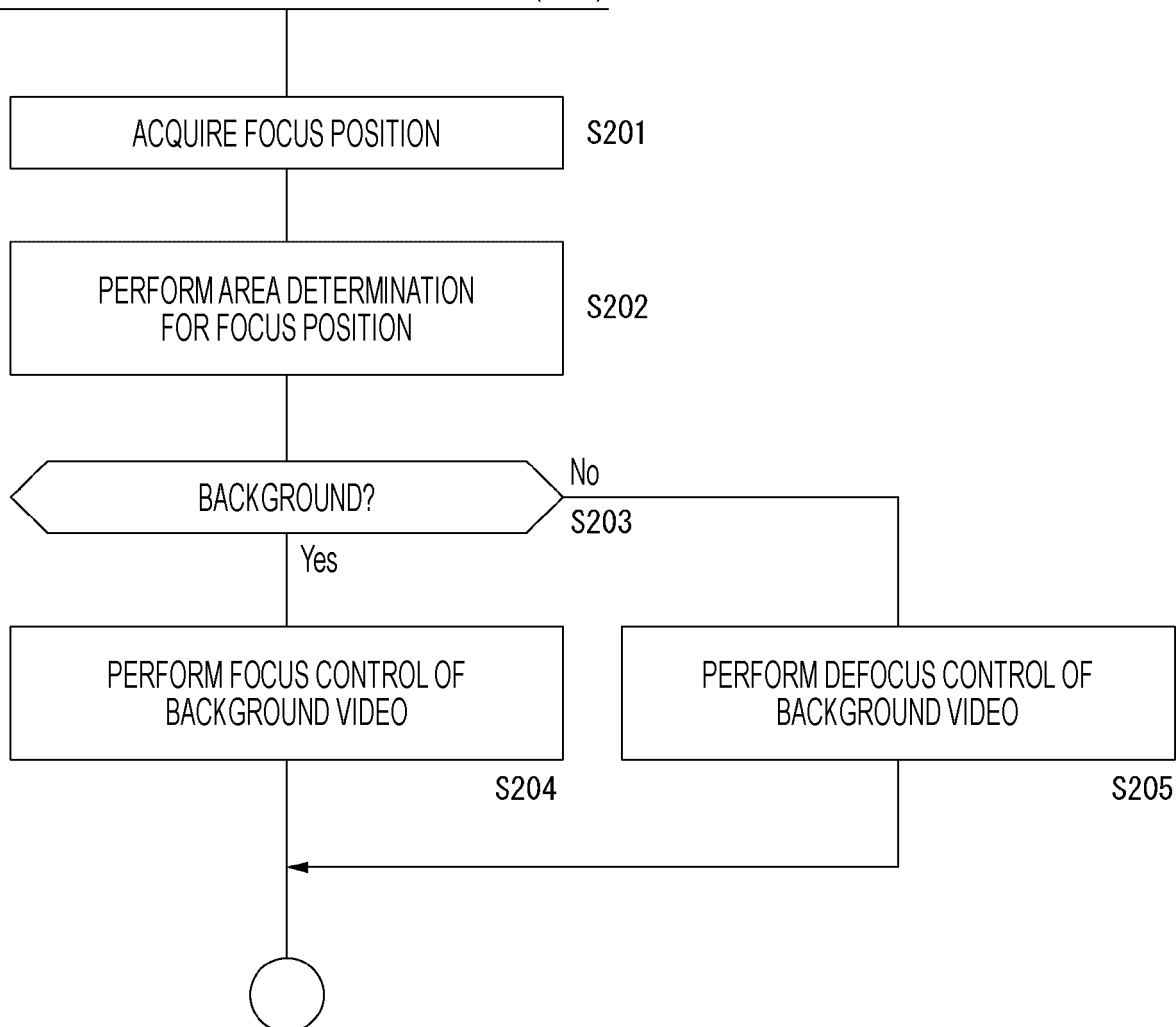 ACQUIRE FOCUS POSITION
S201
PERFORM AREA DETERMINATION
FOR FOCUS POSITION
S202
BACKGROUND?
No
S203
Yes
PERFORM FOCUS CONTROL OF
BACKGROUND VIDEO
S204
PERFORM DEFOCUS CONTROL OF
BACKGROUND VIDEO
S205